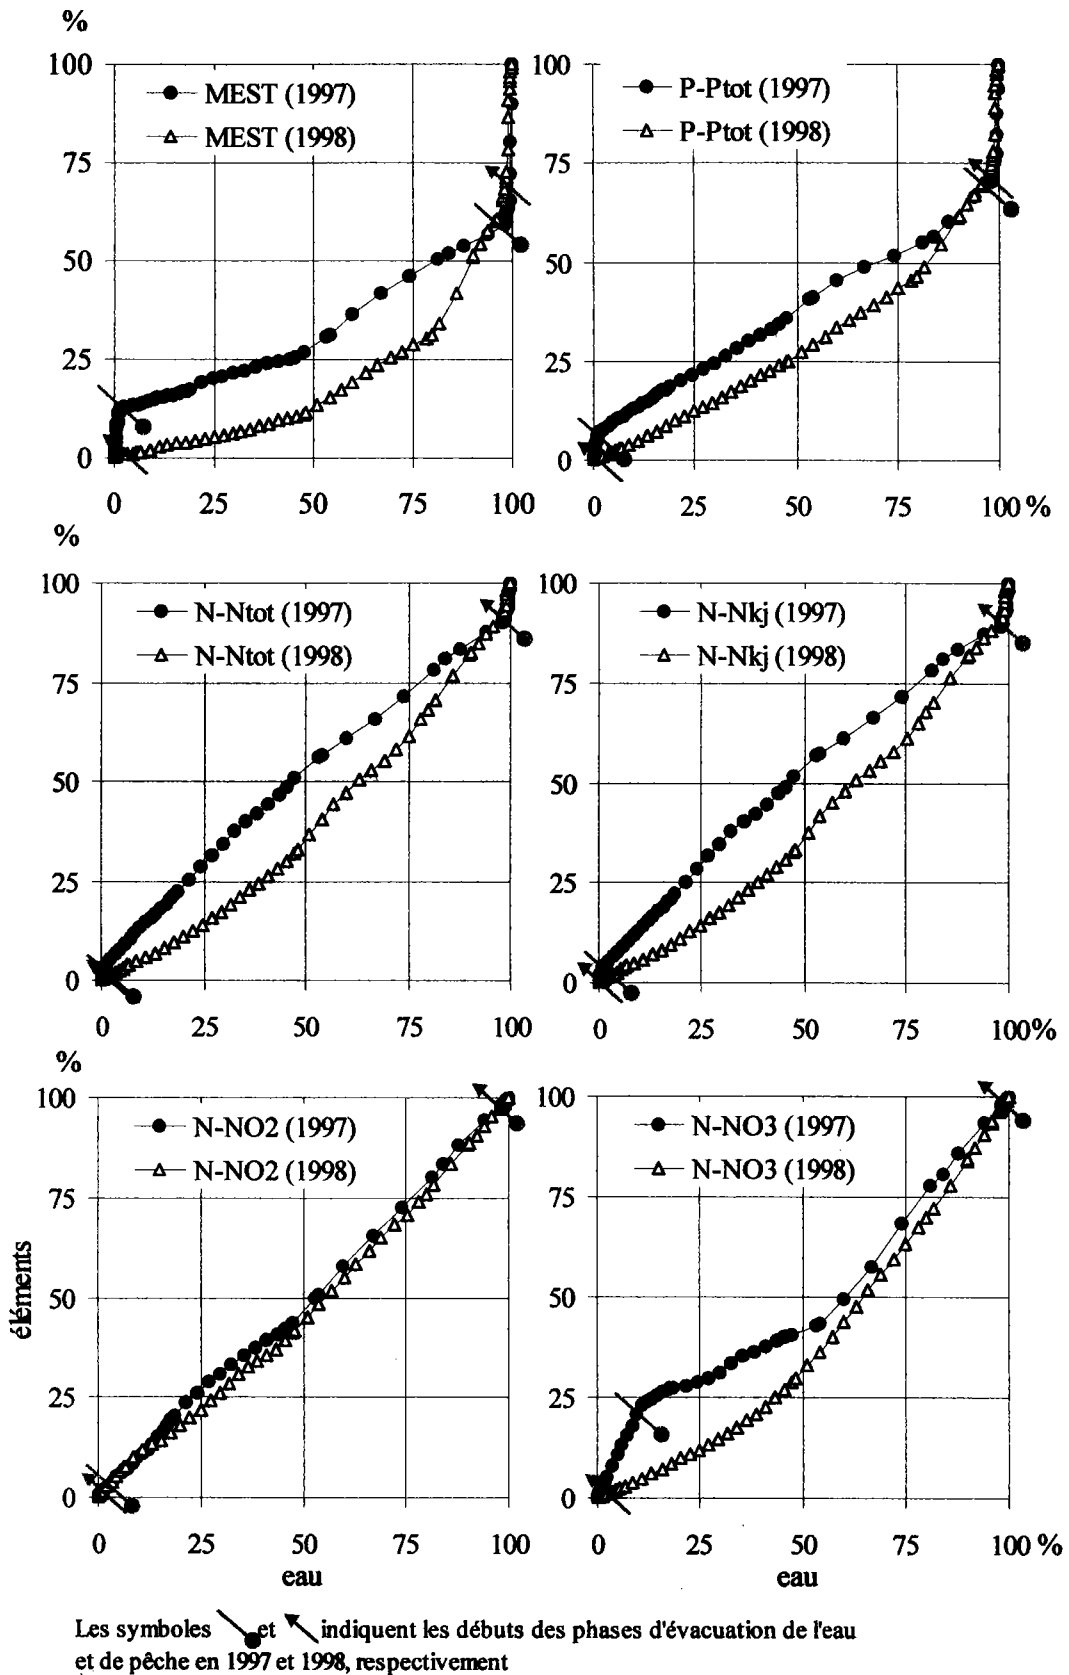 %
100
75
50
25
0
MEST (1997)
MEST (1998)
0 25 50 75 100
100
75
50
25
0
P-Ptot (1997)
P-Ptot (1998)
0 25 50 75 100 %
%
100
75
50
25
0
N-Ntot (1997)
N-Ntot (1998)
0 25 50 75 100
100
75
50
25
0
N-Nkj (1997)
N-Nkj (1998)
0 25 50 75 100%
%
éléments
100
75
50
25
0
N-NO2 (1997)
N-NO2 (1998)
0 25 50 75 100
eau
100
75
50
25
0
N-NO3 (1997)
N-NO3 (1998)
0 25 50 75 100 %
eau
Les symboles et indiquent les débuts des phases d'évacuation de l'eau
et de pêche en 1997 et 1998, respectivement